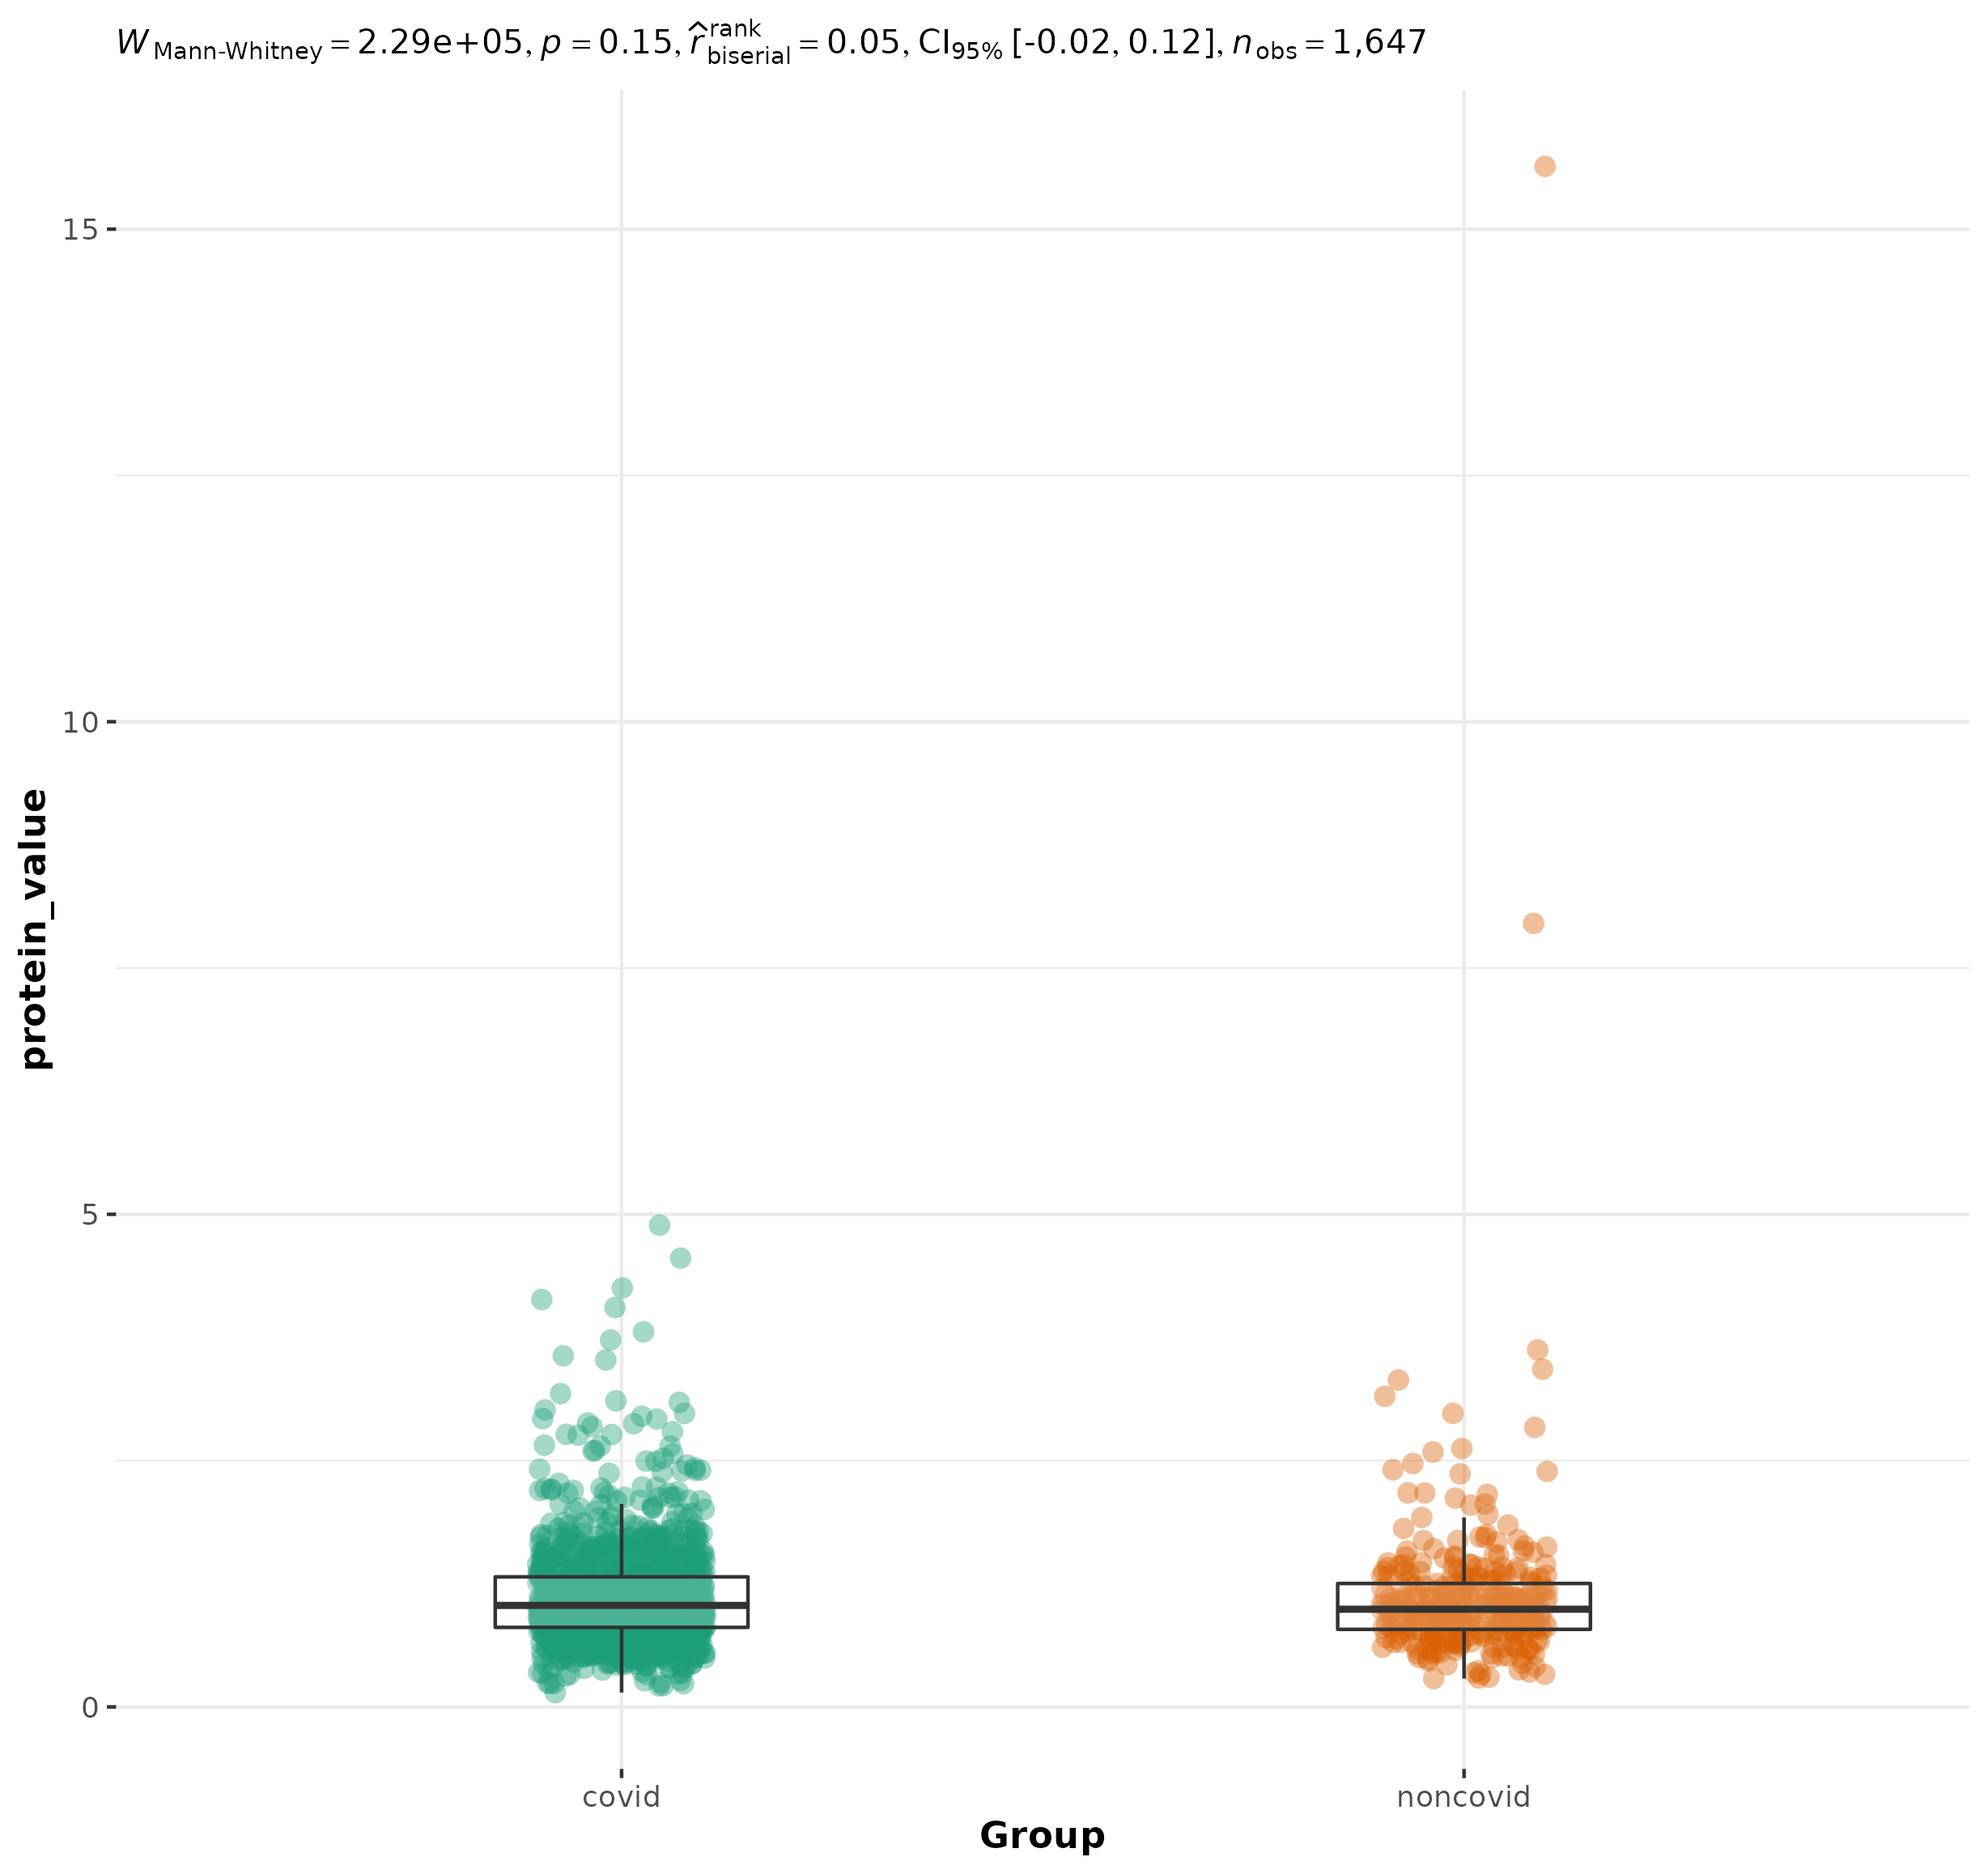 W Mann-Whitney = 2.29e+05, p = 0.15, r̂ rank biserial = 0.05, CI95% [-0.02, 0.12], n obs = 1,647
15
10
5
0
protein_value
covid noncovid
Group